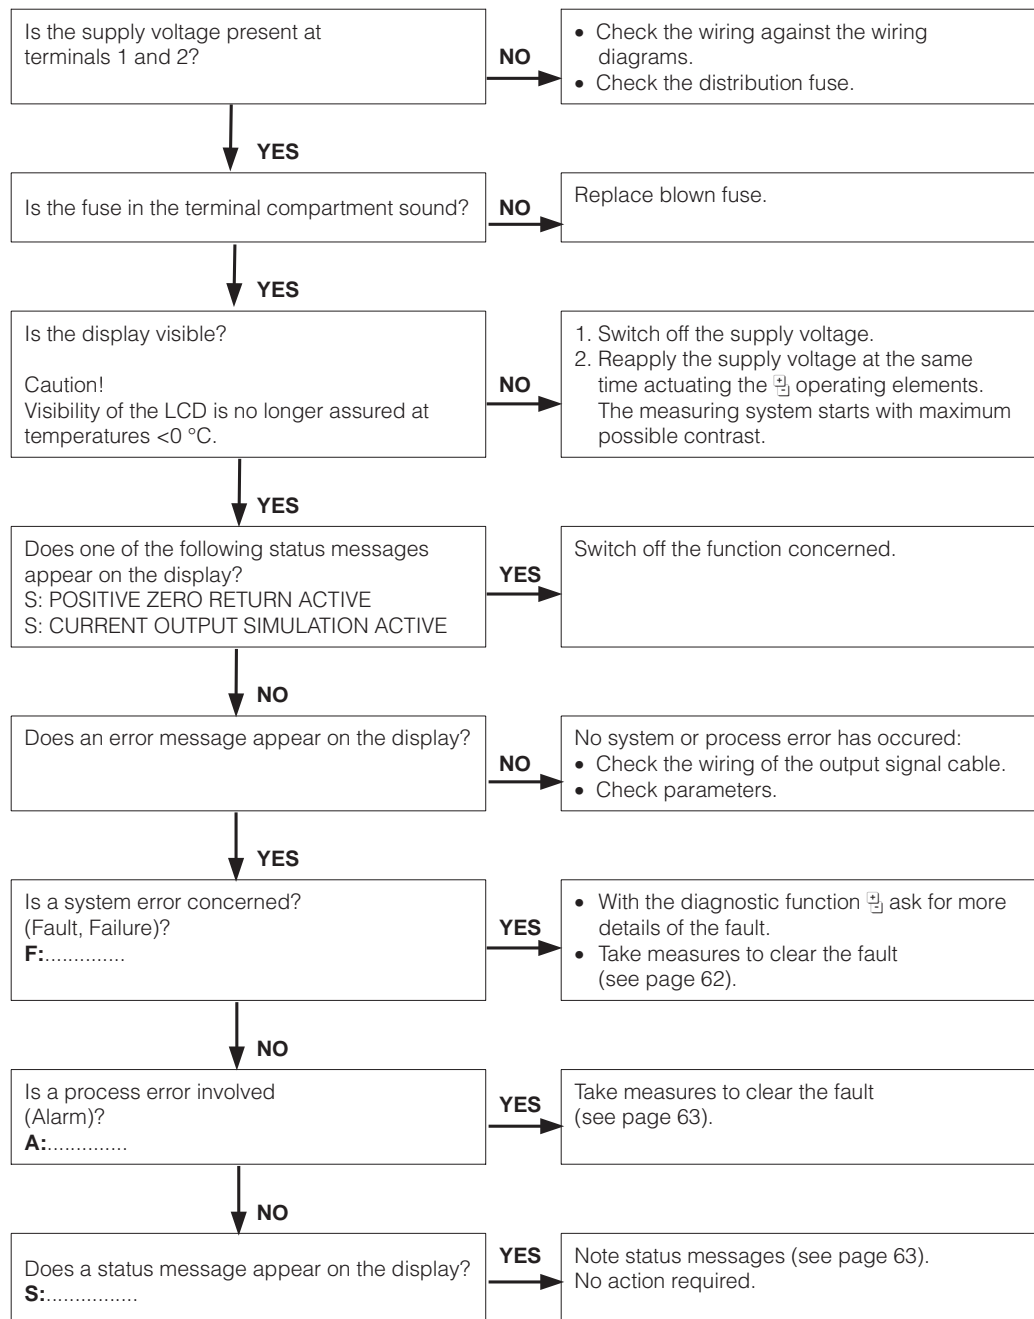 Is the supply voltage present at
terminals 1 and 2?
NO
• Check the wiring against the wiring
diagrams.
• Check the distribution fuse.
YES
Is the fuse in the terminal compartment sound?
NO
Replace blown fuse.
YES
Is the display visible?
Caution!
Visibility of the LCD is no longer assured at
temperatures <0 °C.
NO
1. Switch off the supply voltage.
2. Reapply the supply voltage at the same
time actuating the + - operating elements.
The measuring system starts with maximum
possible contrast.
YES
Does one of the following status messages
appear on the display?
S: POSITIVE ZERO RETURN ACTIVE
S: CURRENT OUTPUT SIMULATION ACTIVE
YES
Switch off the function concerned.
NO
Does an error message appear on the display?
NO
No system or process error has occured:
• Check the wiring of the output signal cable.
• Check parameters.
YES
Is a system error concerned?
(Fault, Failure)?
F:..............
YES
• With the diagnostic function + - ask for more
details of the fault.
• Take measures to clear the fault
(see page 62).
NO
Is a process error involved
(Alarm)?
A:..............
YES
Take measures to clear the fault
(see page 63).
NO
Does a status message appear on the display?
S:................
YES
Note status messages (see page 63).
No action required.